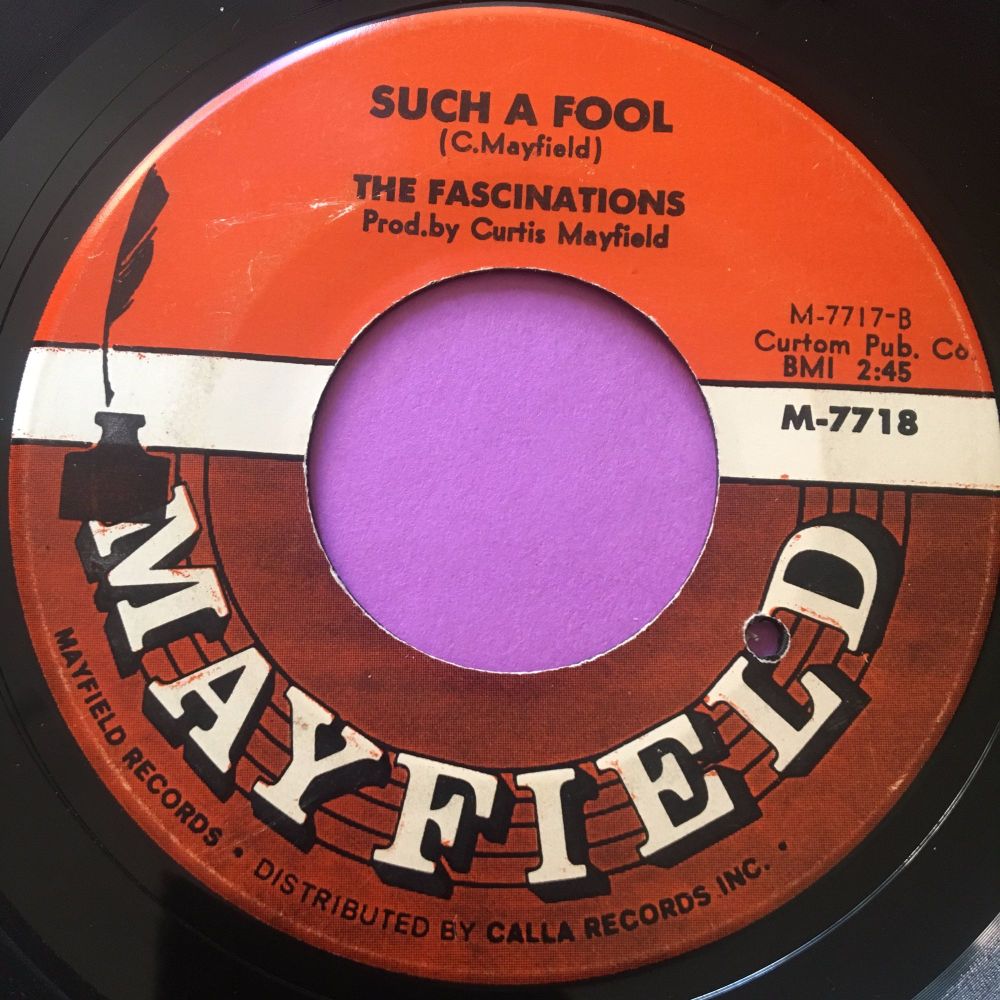 SUCH A FOOL
(C.Mayfield)
THE FASCINATIONS
Prod.by Curtis Mayfield
M-7717-B
Curtom Pub. Co.
BMI 2:45
M-7718
MAYFIELD
MAYFIELD RECORDS • DISTRIBUTED BY CALLA RECORDS INC. •